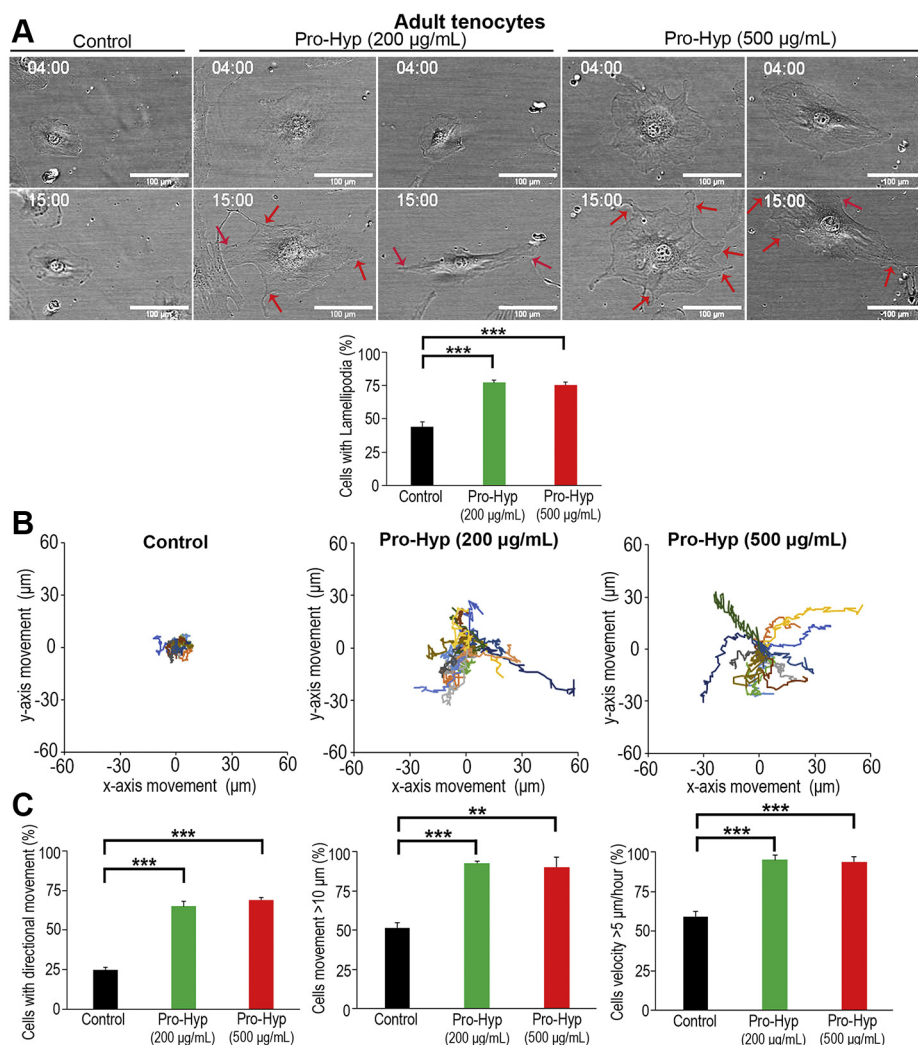 Adult tenocytes
A
Control
Pro-Hyp (200 µg/mL)
Pro-Hyp (500 µg/mL)
04:00
04:00
04:00
04:00
100 µm
100 µm
100 µm
100 µm
100 µm
15:00
15:00
15:00
15:00
100 µm
100 µm
100 µm
100 µm
100 µm
Cells with Lamellipodia (%)
100
75
50
25
0
***
***
Control
Pro-Hyp
(200 µg/mL)
Pro-Hyp
(500 µg/mL)
B
Control
Pro-Hyp (200 µg/mL)
Pro-Hyp (500 µg/mL)
y-axis movement (µm)
60
30
0
-30
-60
-60
-30
0
30
60
x-axis movement (µm)
y-axis movement (µm)
60
30
0
-30
-60
-60
-30
0
30
60
x-axis movement (µm)
y-axis movement (µm)
60
30
0
-30
-60
-60
-30
0
30
60
x-axis movement (µm)
C
Cells with directional movement (%)
100
75
50
25
0
***
***
Control
Pro-Hyp
(200 µg/mL)
Pro-Hyp
(500 µg/mL)
Cells movement >10 µm (%)
100
75
50
25
0
***
**
Control
Pro-Hyp
(200 µg/mL)
Pro-Hyp
(500 µg/mL)
Cells velocity >5 µm/hour (%)
100
75
50
25
0
***
***
Control
Pro-Hyp
(200 µg/mL)
Pro-Hyp
(500 µg/mL)